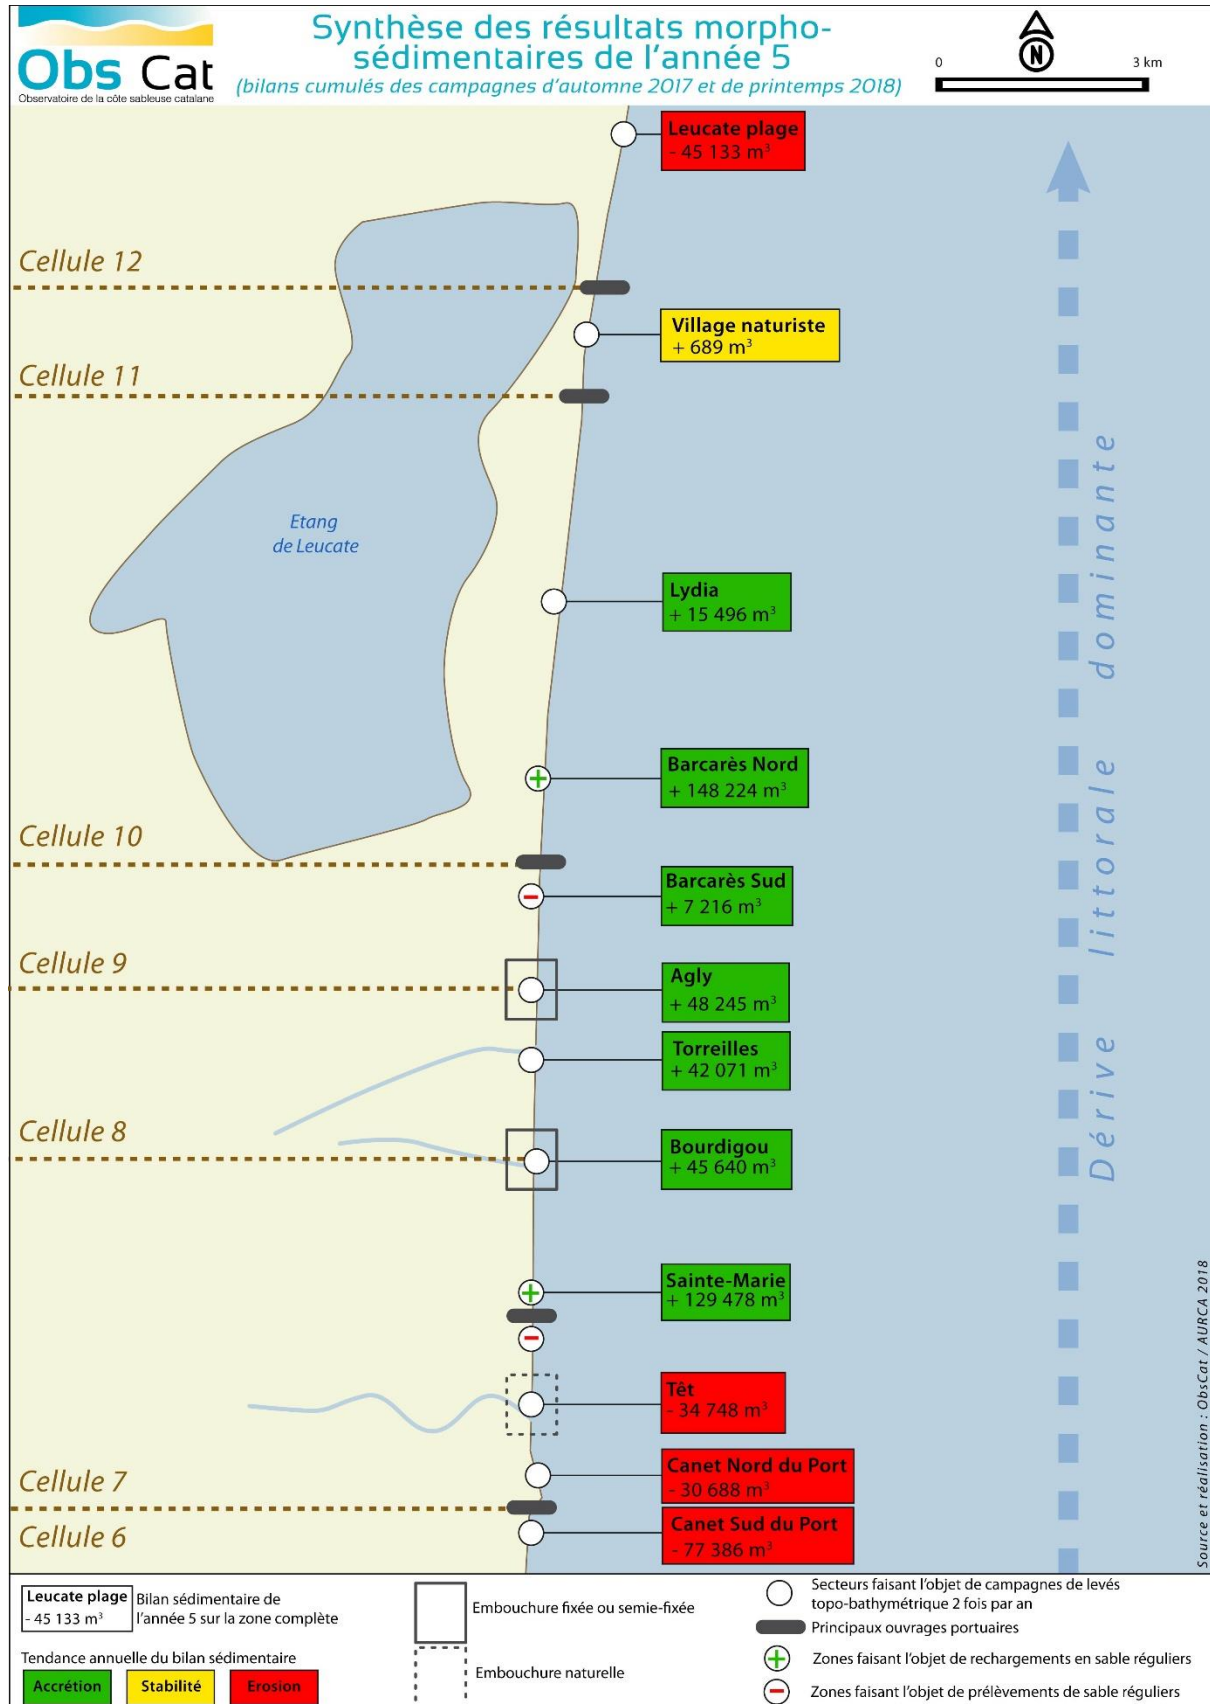 Obs Cat
Observatoire de la côte sableuse catalane
Synthèse des résultats morpho-
sédimentaires de l'année 5
(bilans cumulés des campagnes d'automne 2017 et de printemps 2018)
N
0 3 km
Leucate plage
- 45 133 m³
Cellule 12
Village naturiste
+ 689 m³
Cellule 11
Etang
de Leucate
Lydia
+ 15 496 m³
Barcarès Nord
+ 148 224 m³
Cellule 10
Barcarès Sud
+ 7 216 m³
Cellule 9
Agly
+ 48 245 m³
Torreilles
+ 42 071 m³
Cellule 8
Bourdigou
+ 45 640 m³
Sainte-Marie
+ 129 478 m³
Têt
- 34 748 m³
Canet Nord du Port
- 30 688 m³
Cellule 7
Canet Sud du Port
- 77 386 m³
Cellule 6
Dérive littorale dominante
Source et réalisation : ObsCat / AURCA 2018
Leucate plage
- 45 133 m³
Bilan sédimentaire de
l'année 5 sur la zone complète
Tendance annuelle du bilan sédimentaire
Accrétion Stabilité Erosion
Embouchure fixée ou semie-fixée
Embouchure naturelle
Secteurs faisant l'objet de campagnes de levés
topo-bathymétrique 2 fois par an
Principaux ouvrages portuaires
Zones faisant l'objet de rechargements en sable réguliers
Zones faisant l'objet de prélèvements de sable réguliers